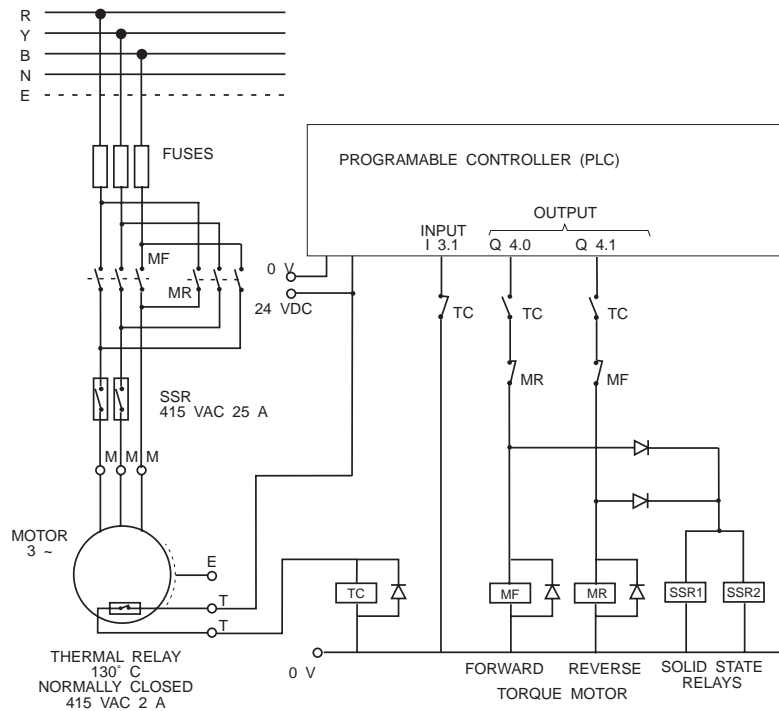 R
Y
B
N
E
FUSES
PROGRAMABLE CONTROLLER (PLC)
INPUT
I 3.1
OUTPUT
Q 4.0
Q 4.1
MF
MR
0 V
24 VDC
TC
TC
TC
MR
MF
SSR
415 VAC 25 A
M
M
M
MOTOR
3 ~
E
T
T
TC
MF
MR
SSR1
SSR2
THERMAL RELAY
130° C
NORMALLY CLOSED
415 VAC 2 A
0 V
FORWARD
REVERSE
TORQUE MOTOR
SOLID STATE
RELAYS